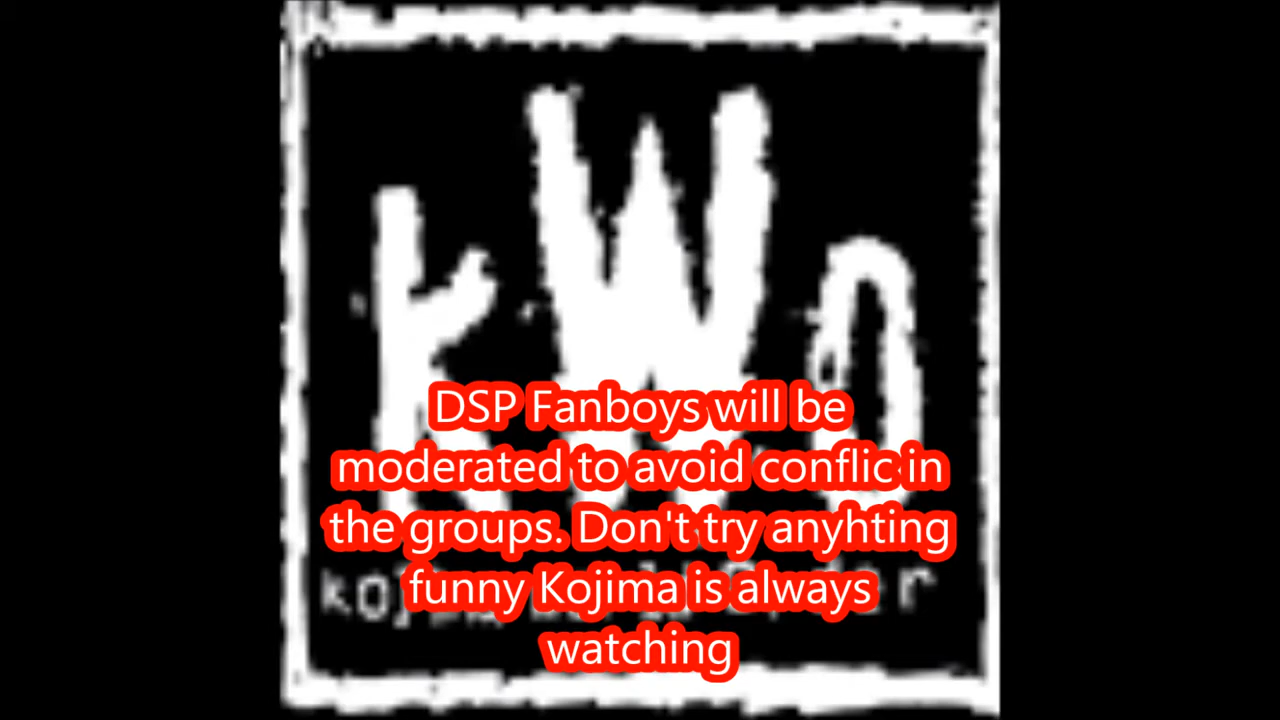 kWo
DSP Fanboys will be
moderated to avoid conflic in
the groups. Don't try anyhting
funny Kojima is always
watching